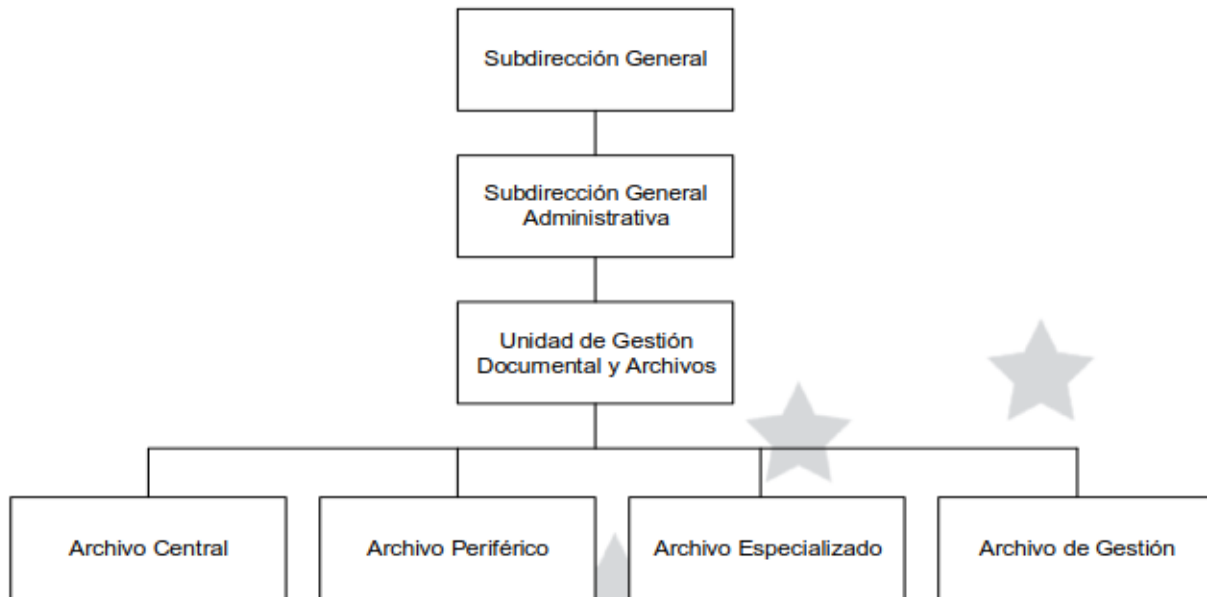 Subdirección General
Subdirección General
Administrativa
Unidad de Gestión
Documental y Archivos
Archivo Central
Archivo Periférico
Archivo Especializado
Archivo de Gestión